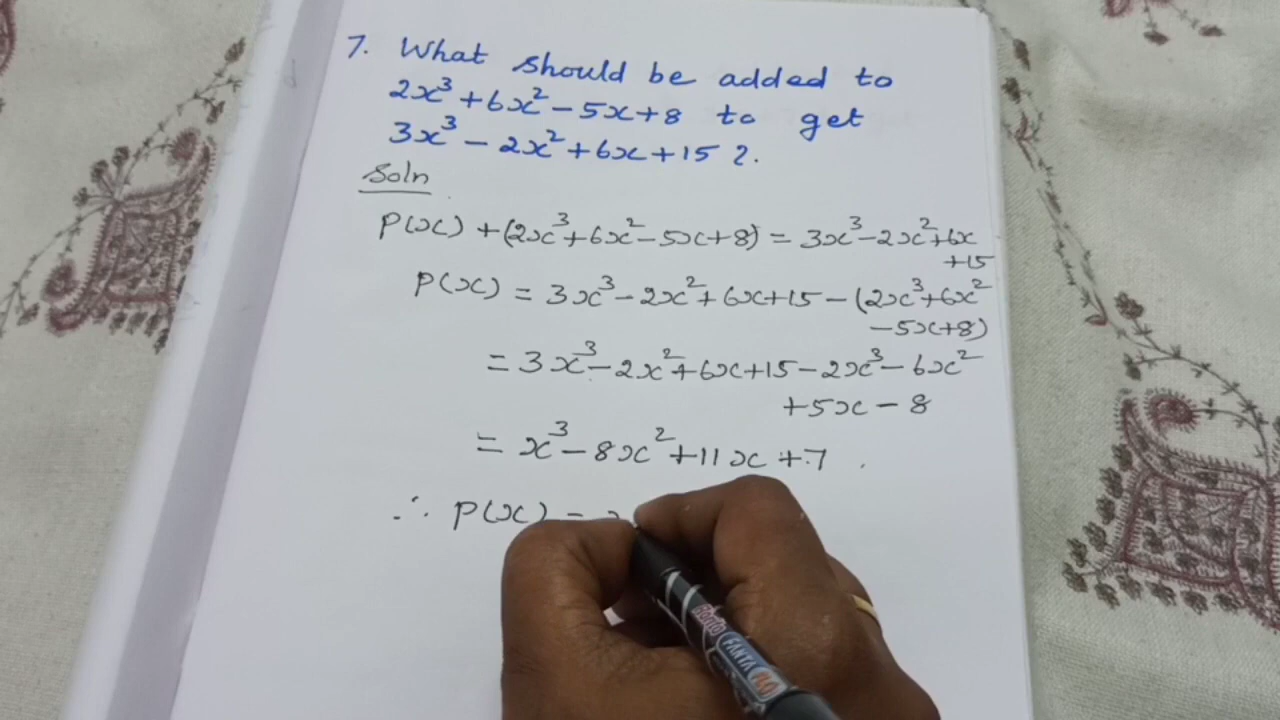 7. What should be added to
2x³ + 6x² - 5x + 8 to get
3x³ - 2x² + 6x + 15 ?.
Soln
P(x) + (2x³ + 6x² - 5x + 8) = 3x³ - 2x² + 6x
+15
P(x) = 3x³ - 2x² + 6x + 15 - (2x³ + 6x²
- 5x + 8)
= 3x³ - 2x² + 6x + 15 - 2x³ - 6x²
+ 5x - 8
= x³ - 8x² + 11x + 7 .
∴ P(x) =
FANTA